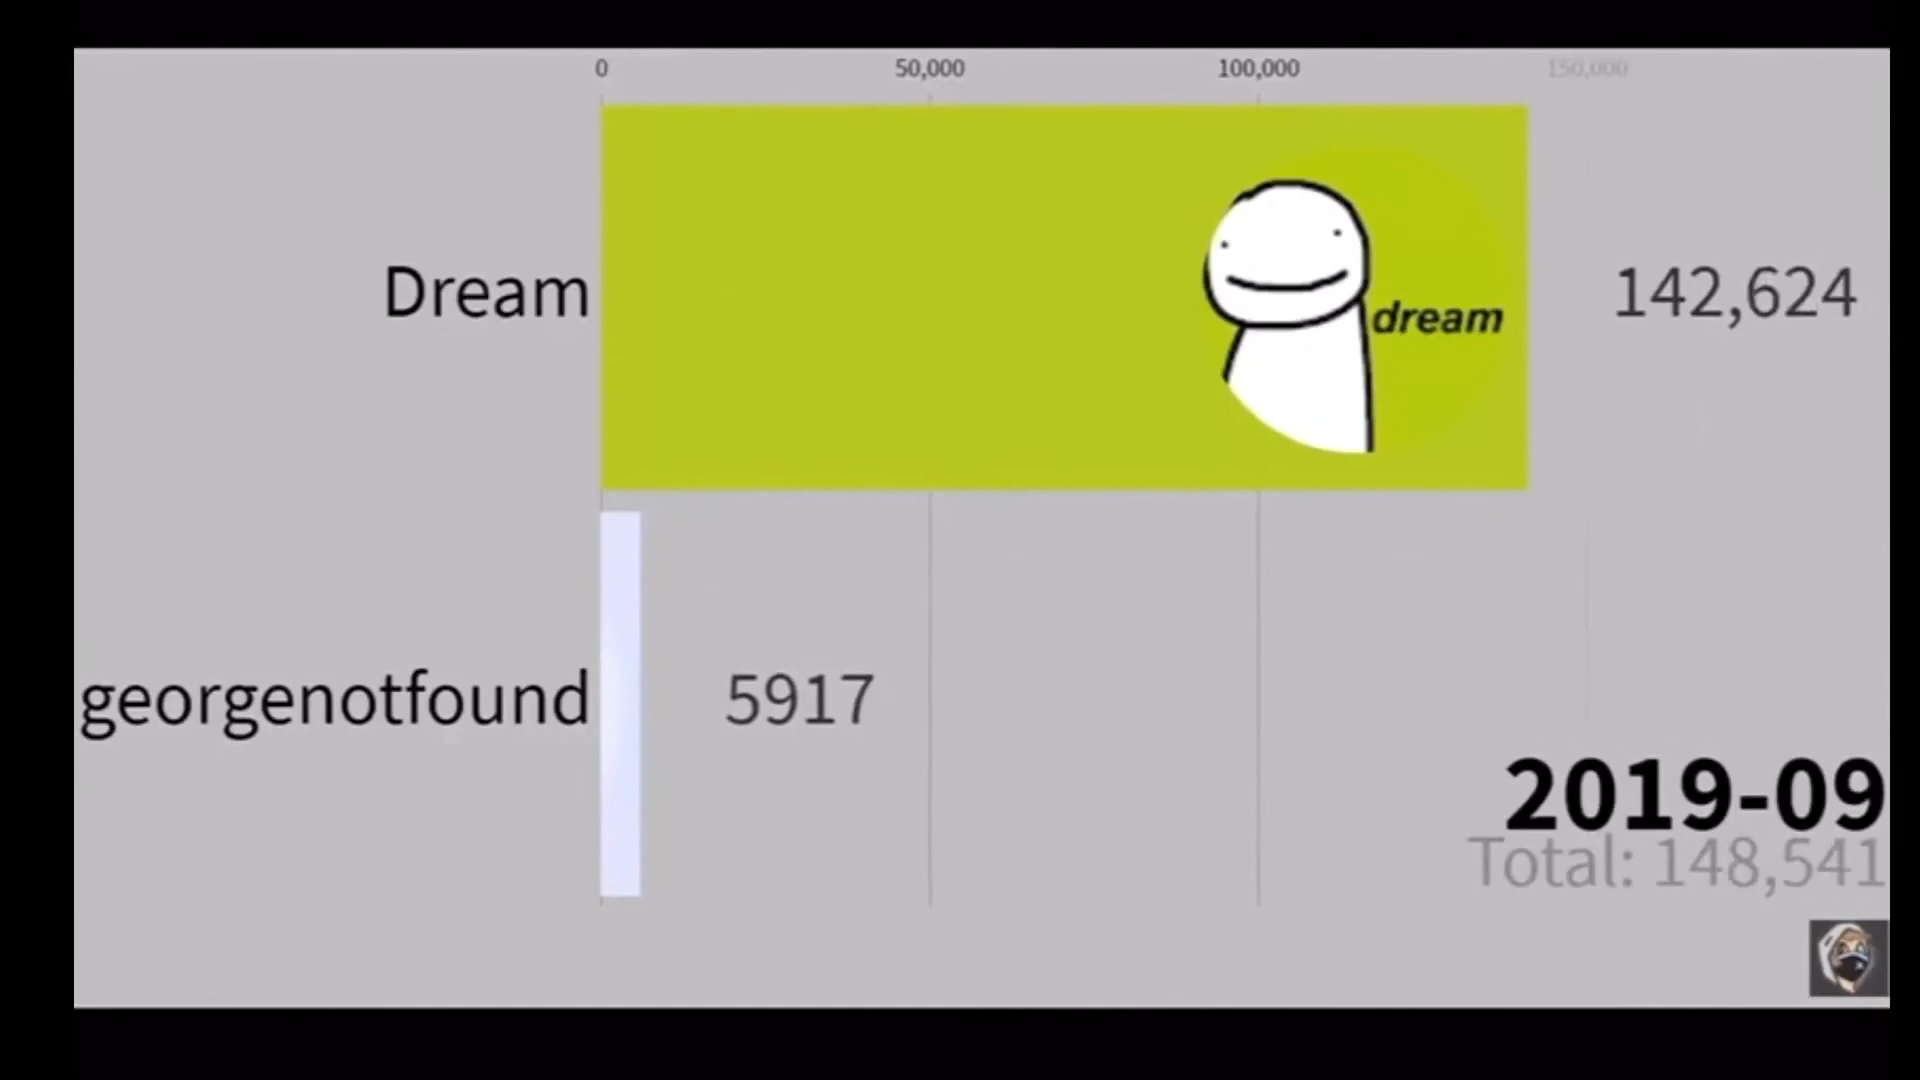 0 50,000 100,000 150,000
Dream
dream
142,624
georgenotfound
5917
2019-09
Total: 148,541